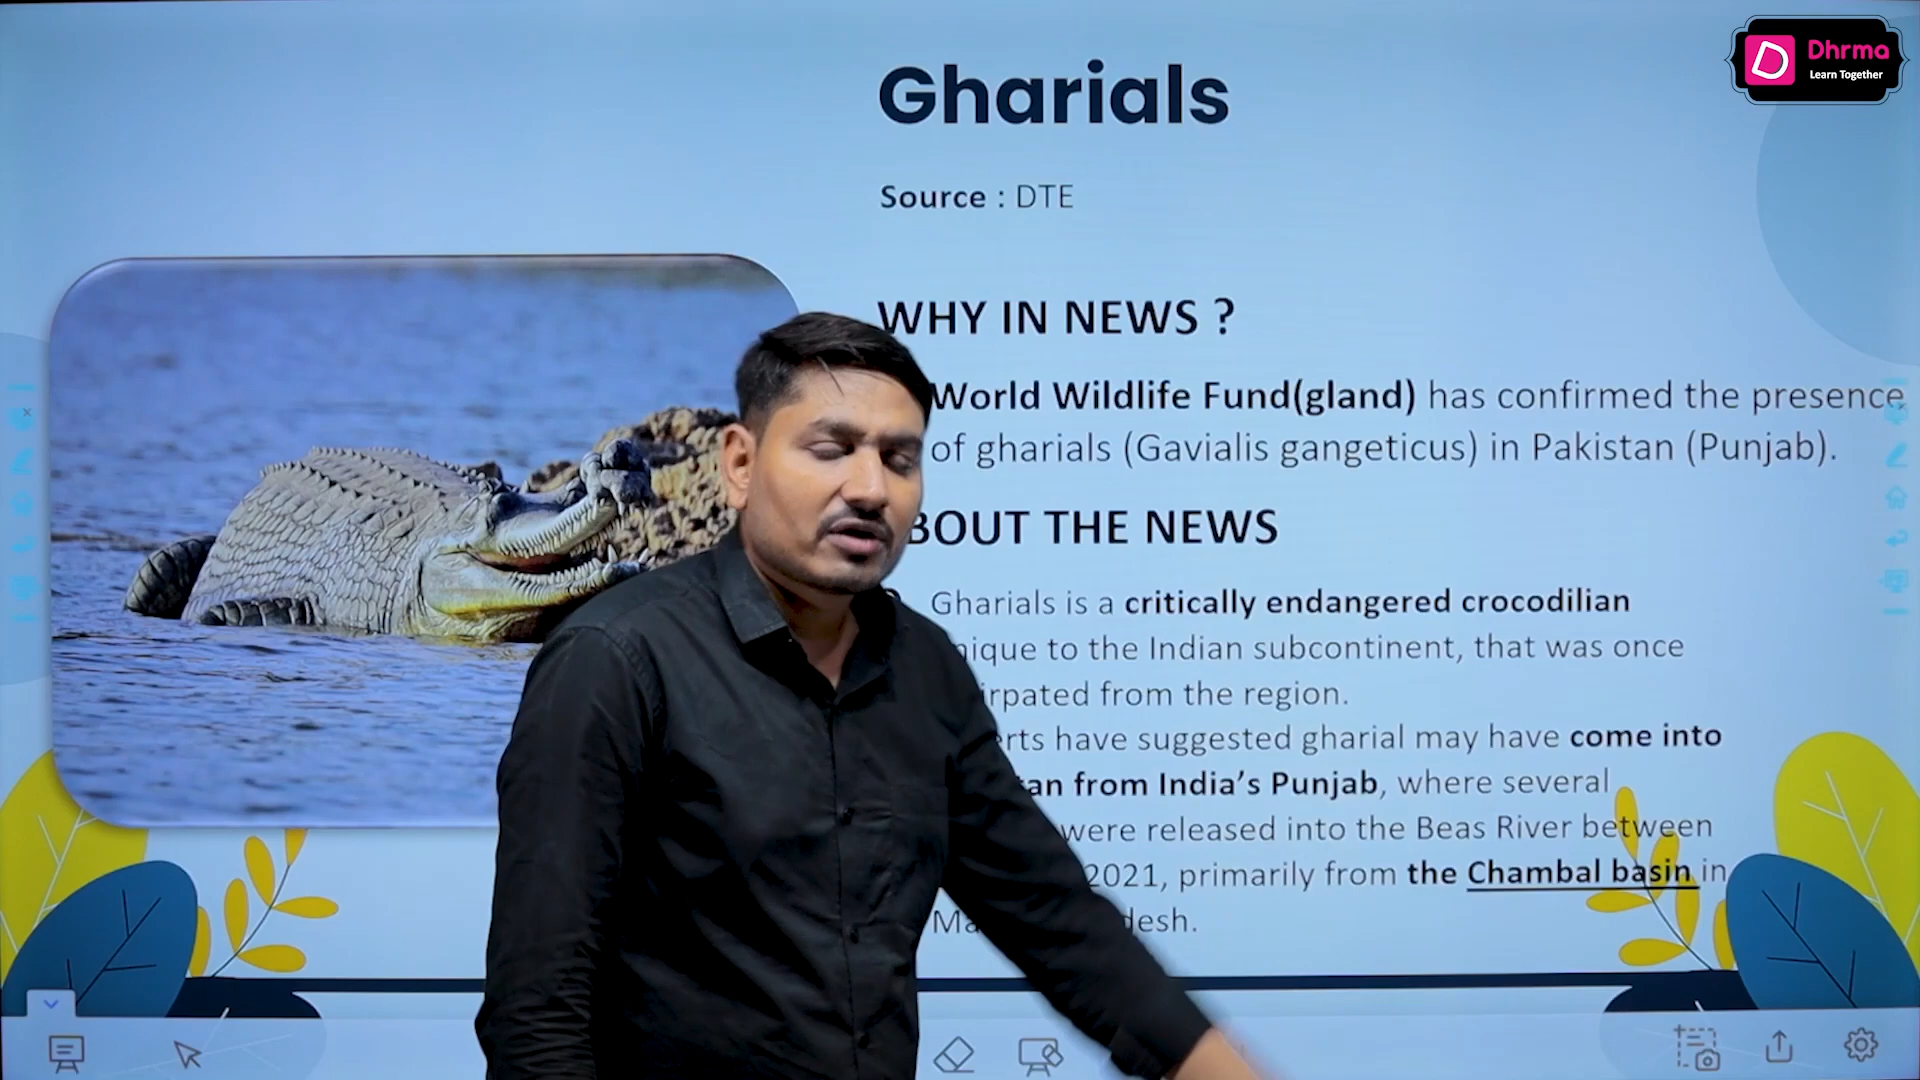 Dhrma
Learn Together
Gharials
Source : DTE
WHY IN NEWS ?
World Wildlife Fund(gland) has confirmed the presence
of gharials (Gavialis gangeticus) in Pakistan (Punjab).
BOUT THE NEWS
Gharials is a critically endangered crocodilian
nique to the Indian subcontinent, that was once
irpated from the region.
erts have suggested gharial may have come into
tan from India’s Punjab, where several
were released into the Beas River between
2021, primarily from the Chambal basin in
Ma desh.